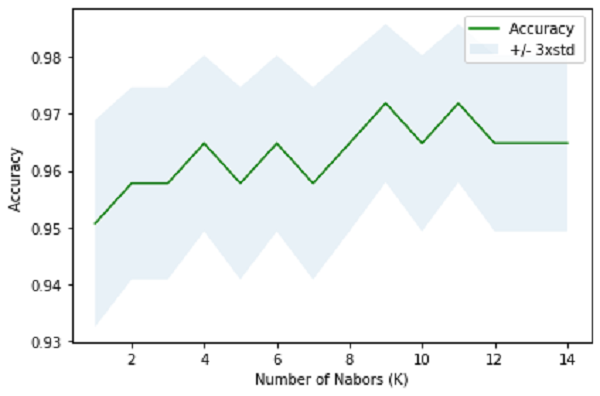 Accuracy
+/- 3xstd
0.98
0.97
0.96
0.95
0.94
0.93
Accuracy
2 4 6 8 10 12 14
Number of Nabors (K)